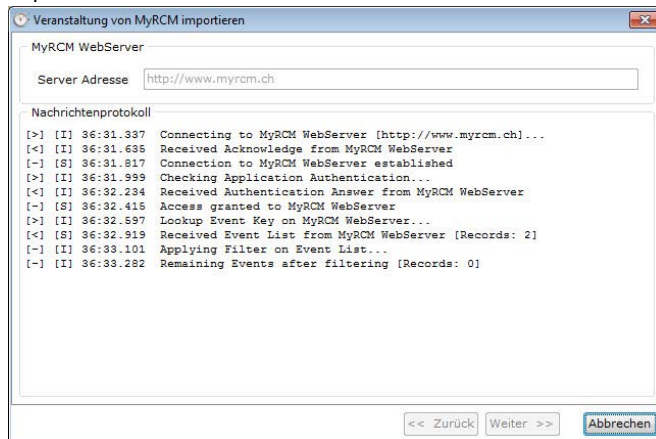 Veranstaltung von MyRCM importieren
MyRCM WebServer
Server Adresse http://www.myrcm.ch
Nachrichtenprotokoll
[>] [I] 36:31.337 Connecting to MyRCM WebServer [http://www.myrcm.ch]...
[<] [I] 36:31.635 Received Acknowledge from MyRCM WebServer
[-] [S] 36:31.817 Connection to MyRCM WebServer established
[>] [I] 36:31.999 Checking Application Authentication...
[<] [I] 36:32.234 Received Authentication Answer from MyRCM WebServer
[-] [S] 36:32.415 Access granted to MyRCM WebServer
[>] [I] 36:32.597 Lookup Event Key on MyRCM WebServer...
[<] [S] 36:32.919 Received Event List from MyRCM WebServer [Records: 2]
[-] [I] 36:33.101 Applying Filter on Event List...
[-] [I] 36:33.282 Remaining Events after filtering [Records: 0]
<< Zurück Weiter >> Abbrechen